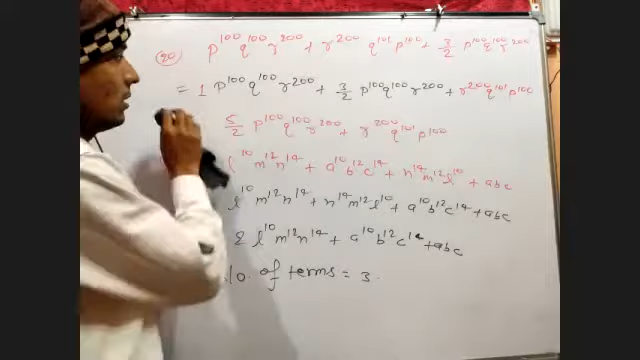 20) p^100 q^100 r^200 + r^200 q^101 p^100 + 3/2 p^100 q^100 r^200
= 1 p^100 q^100 r^200 + 3/2 p^100 q^100 r^200 + r^200 q^101 p^100
5/2 p^100 q^100 r^200 + r^200 q^101 p^100
l^10 m^12 n^14 + a^10 b^12 c^14 + n^14 m^12 l^10 + abc
l^10 m^12 n^14 + n^14 m^12 l^10 + a^10 b^12 c^14 + abc
2 l^10 m^12 n^14 + a^10 b^12 c^14 + abc
No. of terms = 3.